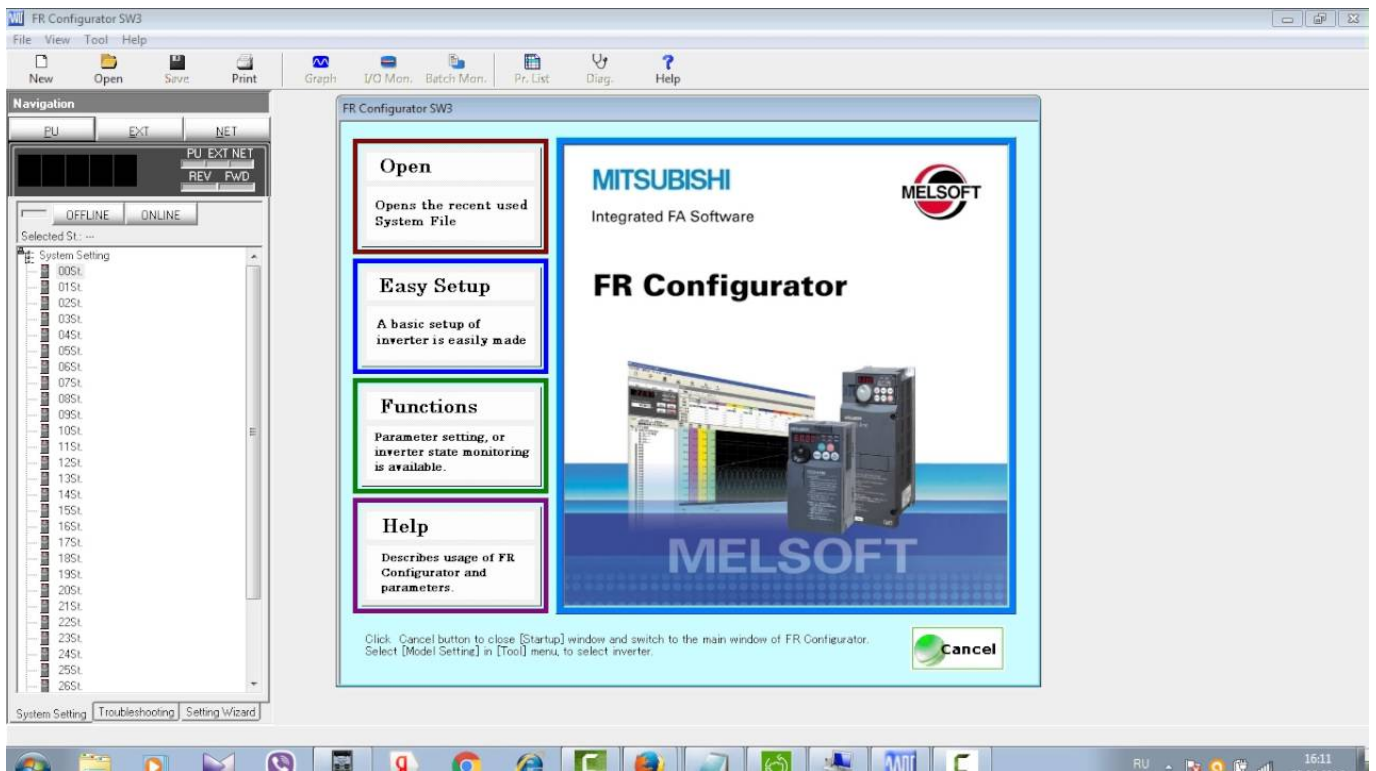 FR Configurator SW3
File View Tool Help
New Open Save Print Graph I/O Mon. Batch Mon. Pr. List Diag. Help
Navigation
PU EXT NET
PU EXT NET
REV FWD
OFFLINE ONLINE
Selected St.: ---
System Setting
00St.
01St.
02St.
03St.
04St.
05St.
06St.
07St.
08St.
09St.
10St.
11St.
12St.
13St.
14St.
15St.
16St.
17St.
18St.
19St.
20St.
21St.
22St.
23St.
24St.
25St.
26St.
System Setting Troubleshooting Setting Wizard
FR Configurator SW3
Open
Opens the recent used
System File
Easy Setup
A basic setup of
inverter is easily made
Functions
Parameter setting, or
inverter state monitoring
is available.
Help
Describes usage of FR
Configurator and
parameters.
MITSUBISHI
MELSOFT
Integrated FA Software
FR Configurator
MELSOFT
Click Cancel button to close [Startup] window and switch to the main window of FR Configurator.
Select [Model Setting] in [Tool] menu, to select inverter.
Cancel
RU 16:11